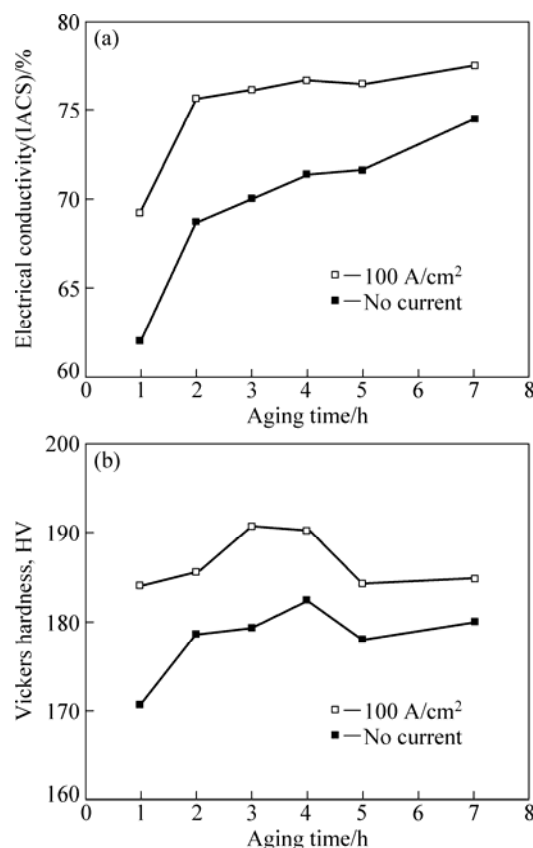 (a)
Electrical conductivity(IACS)/%
80
75
70
65
60
100 A/cm²
No current
0 1 2 3 4 5 6 7 8
Aging time/h
(b)
Vickers hardness, HV
200
190
180
170
160
100 A/cm²
No current
0 1 2 3 4 5 6 7 8
Aging time/h